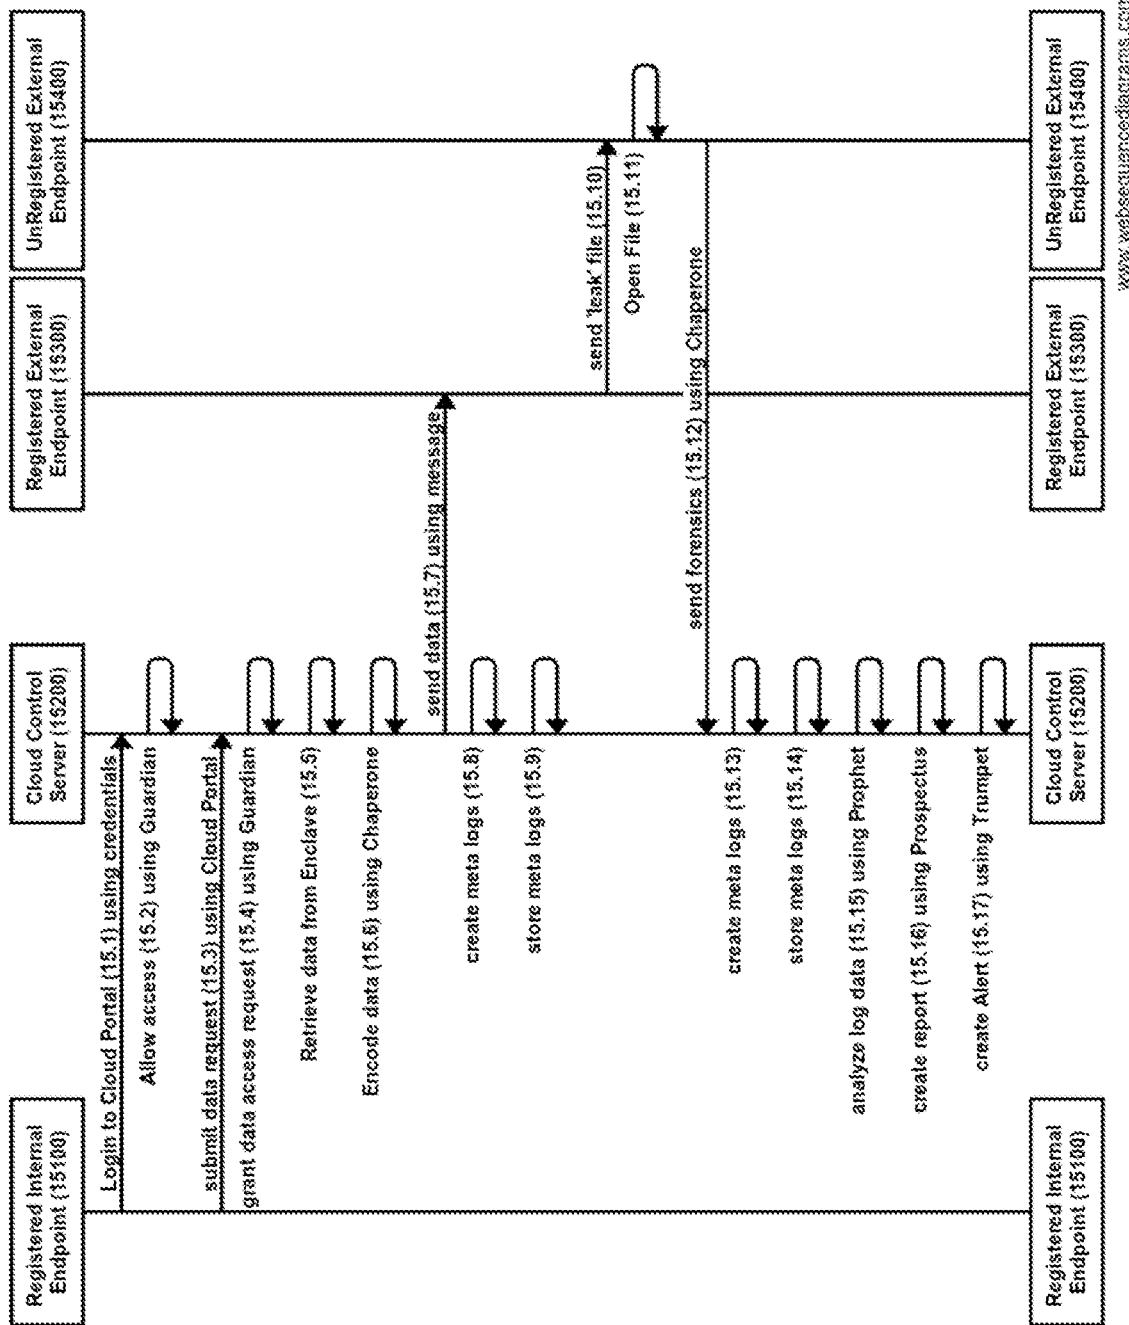 Registered Internal
Endpoint (15100)
Cloud Control
Server (15200)
Registered External
Endpoint (15300)
UnRegistered External
Endpoint (15400)
Login to Cloud Portal (15.1) using credentials
Allow access (15.2) using Guardian
submit data request (15.3) using Cloud Portal
grant data access request (15.4) using Guardian
Retrieve data from Enclave (15.5)
Encode data (15.6) using Chaperone
send data (15.7) using message
create meta logs (15.8)
store meta logs (15.9)
send 'leak' file (15.10)
Open File (15.11)
send forensics (15.12) using Chaperone
create meta logs (15.13)
store meta logs (15.14)
analyze log data (15.15) using Prophet
create report (15.16) using Prospectus
create Alert (15.17) using Trumpet
Registered Internal
Endpoint (15100)
Cloud Control
Server (15200)
Registered External
Endpoint (15300)
UnRegistered External
Endpoint (15400)
www.websequencediagrams.com